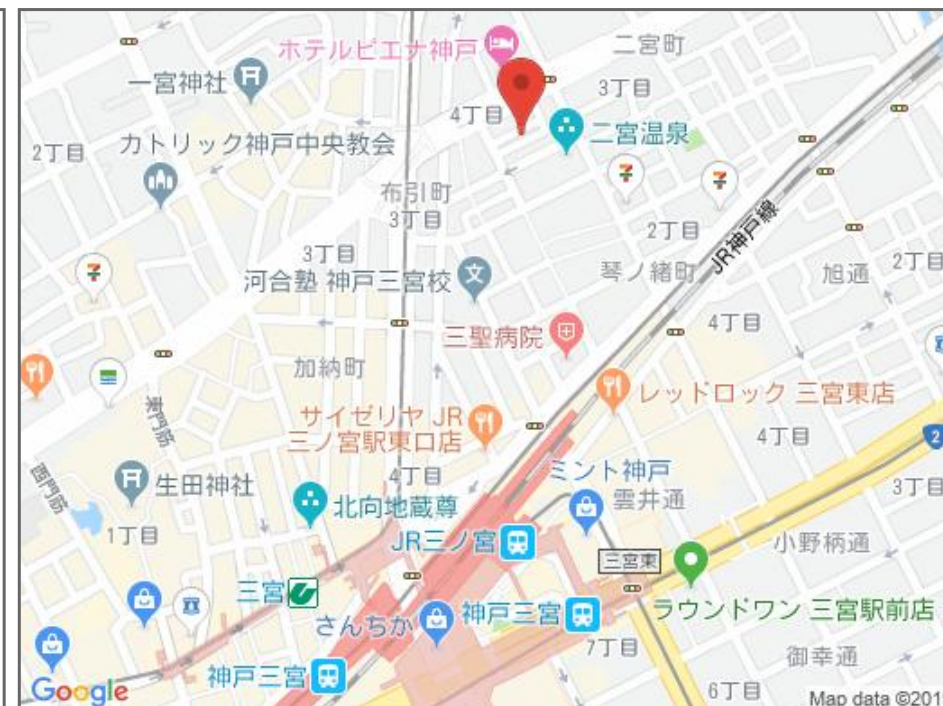 二宮町
ホテルピエナ神戸
一宮神社
3丁目
4丁目
二宮温泉
2丁目
カトリック神戸中央教会
布引町
3丁目
2丁目
3丁目
琴ノ緒町
JR神戸線
旭通
2丁目
河合塾 神戸三宮校
4丁目
三聖病院
加納町
レッドロック 三宮東店
東門筋
サイゼリヤ JR
三ノ宮駅東口店
4丁目
2
西門筋
生田神社
4丁目
ミント神戸
3丁目
北向地蔵尊
雲井通
1丁目
JR三ノ宮
小野柄通
三宮東
三宮
さんちか
神戸三宮
ラウンドワン 三宮駅前店
7丁目
御幸通
神戸三宮
6丁目
Google
Map data ©201